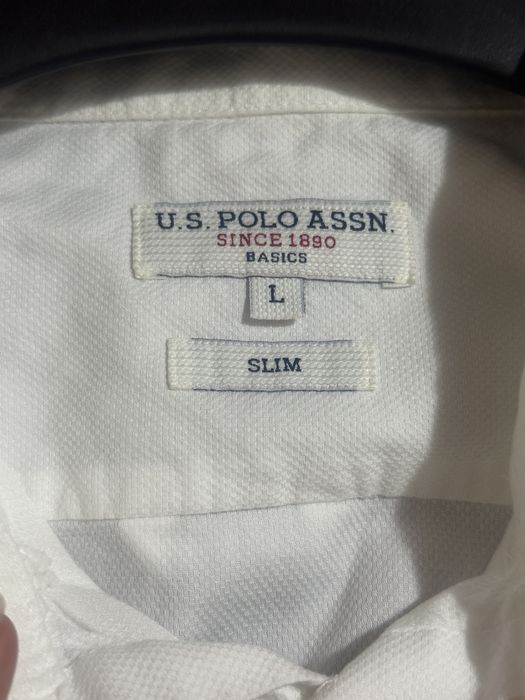 U.S. POLO ASSN.
SINCE 1890
BASICS
L
SLIM